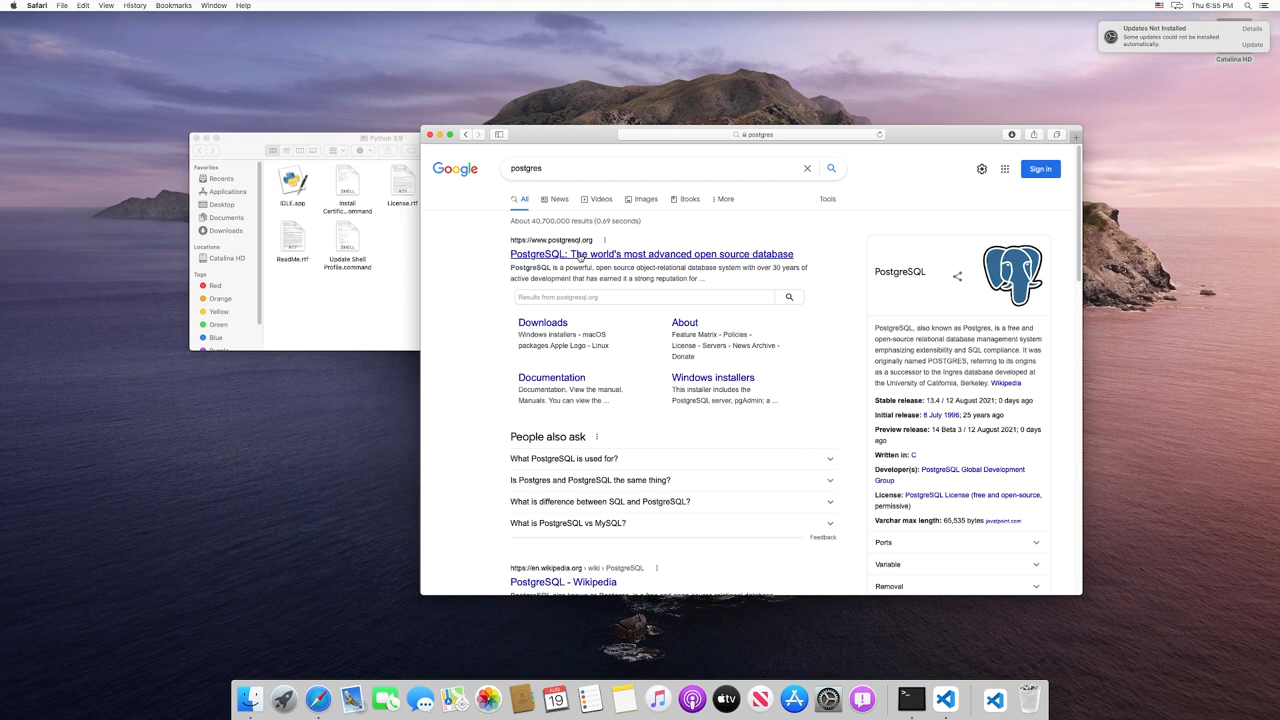 Safari File Edit View History Bookmarks Window Help
Thu 6:55 PM
Updates Not Installed
Some updates could not be installed
automatically.
Details
Update
Catalina HD
Python 3.9
Favorites
Recents
Applications
Desktop
Documents
Downloads
Locations
Catalina HD
Tags
Red
Orange
Yellow
Green
Blue
IDLE.app
SHELL
Install
Certific...ommand
License.rtf
ReadMe.rtf
SHELL
Update Shell
Profile.command
postgres
Google
postgres
Sign in
All News Videos Images Books More
Tools
About 40,700,000 results (0.69 seconds)
https://www.postgresql.org
PostgreSQL: The world's most advanced open source database
PostgreSQL is a powerful, open source object-relational database system with over 30 years of
active development that has earned it a strong reputation for ...
Results from postgresql.org
Downloads
Windows installers - macOS
packages Apple Logo - Linux
About
Feature Matrix - Policies -
License - Servers - News Archive -
Donate
Documentation
Documentation. View the manual.
Manuals. You can view the ...
Windows installers
This installer includes the
PostgreSQL server, pgAdmin; a ...
People also ask
What PostgreSQL is used for?
Is Postgres and PostgreSQL the same thing?
What is difference between SQL and PostgreSQL?
What is PostgreSQL vs MySQL?
Feedback
https://en.wikipedia.org › wiki › PostgreSQL
PostgreSQL - Wikipedia
PostgreSQL
PostgreSQL, also known as Postgres, is a free and
open-source relational database management system
emphasizing extensibility and SQL compliance. It was
originally named POSTGRES, referring to its origins
as a successor to the Ingres database developed at
the University of California, Berkeley. Wikipedia
Stable release: 13.4 / 12 August 2021; 0 days ago
Initial release: 8 July 1996; 25 years ago
Preview release: 14 Beta 3 / 12 August 2021; 0 days
ago
Written in: C
Developer(s): PostgreSQL Global Development
Group
License: PostgreSQL License (free and open-source,
permissive)
Varchar max length: 65,535 bytes javatpoint.com
Ports
Variable
Removal
AUG
19
tv